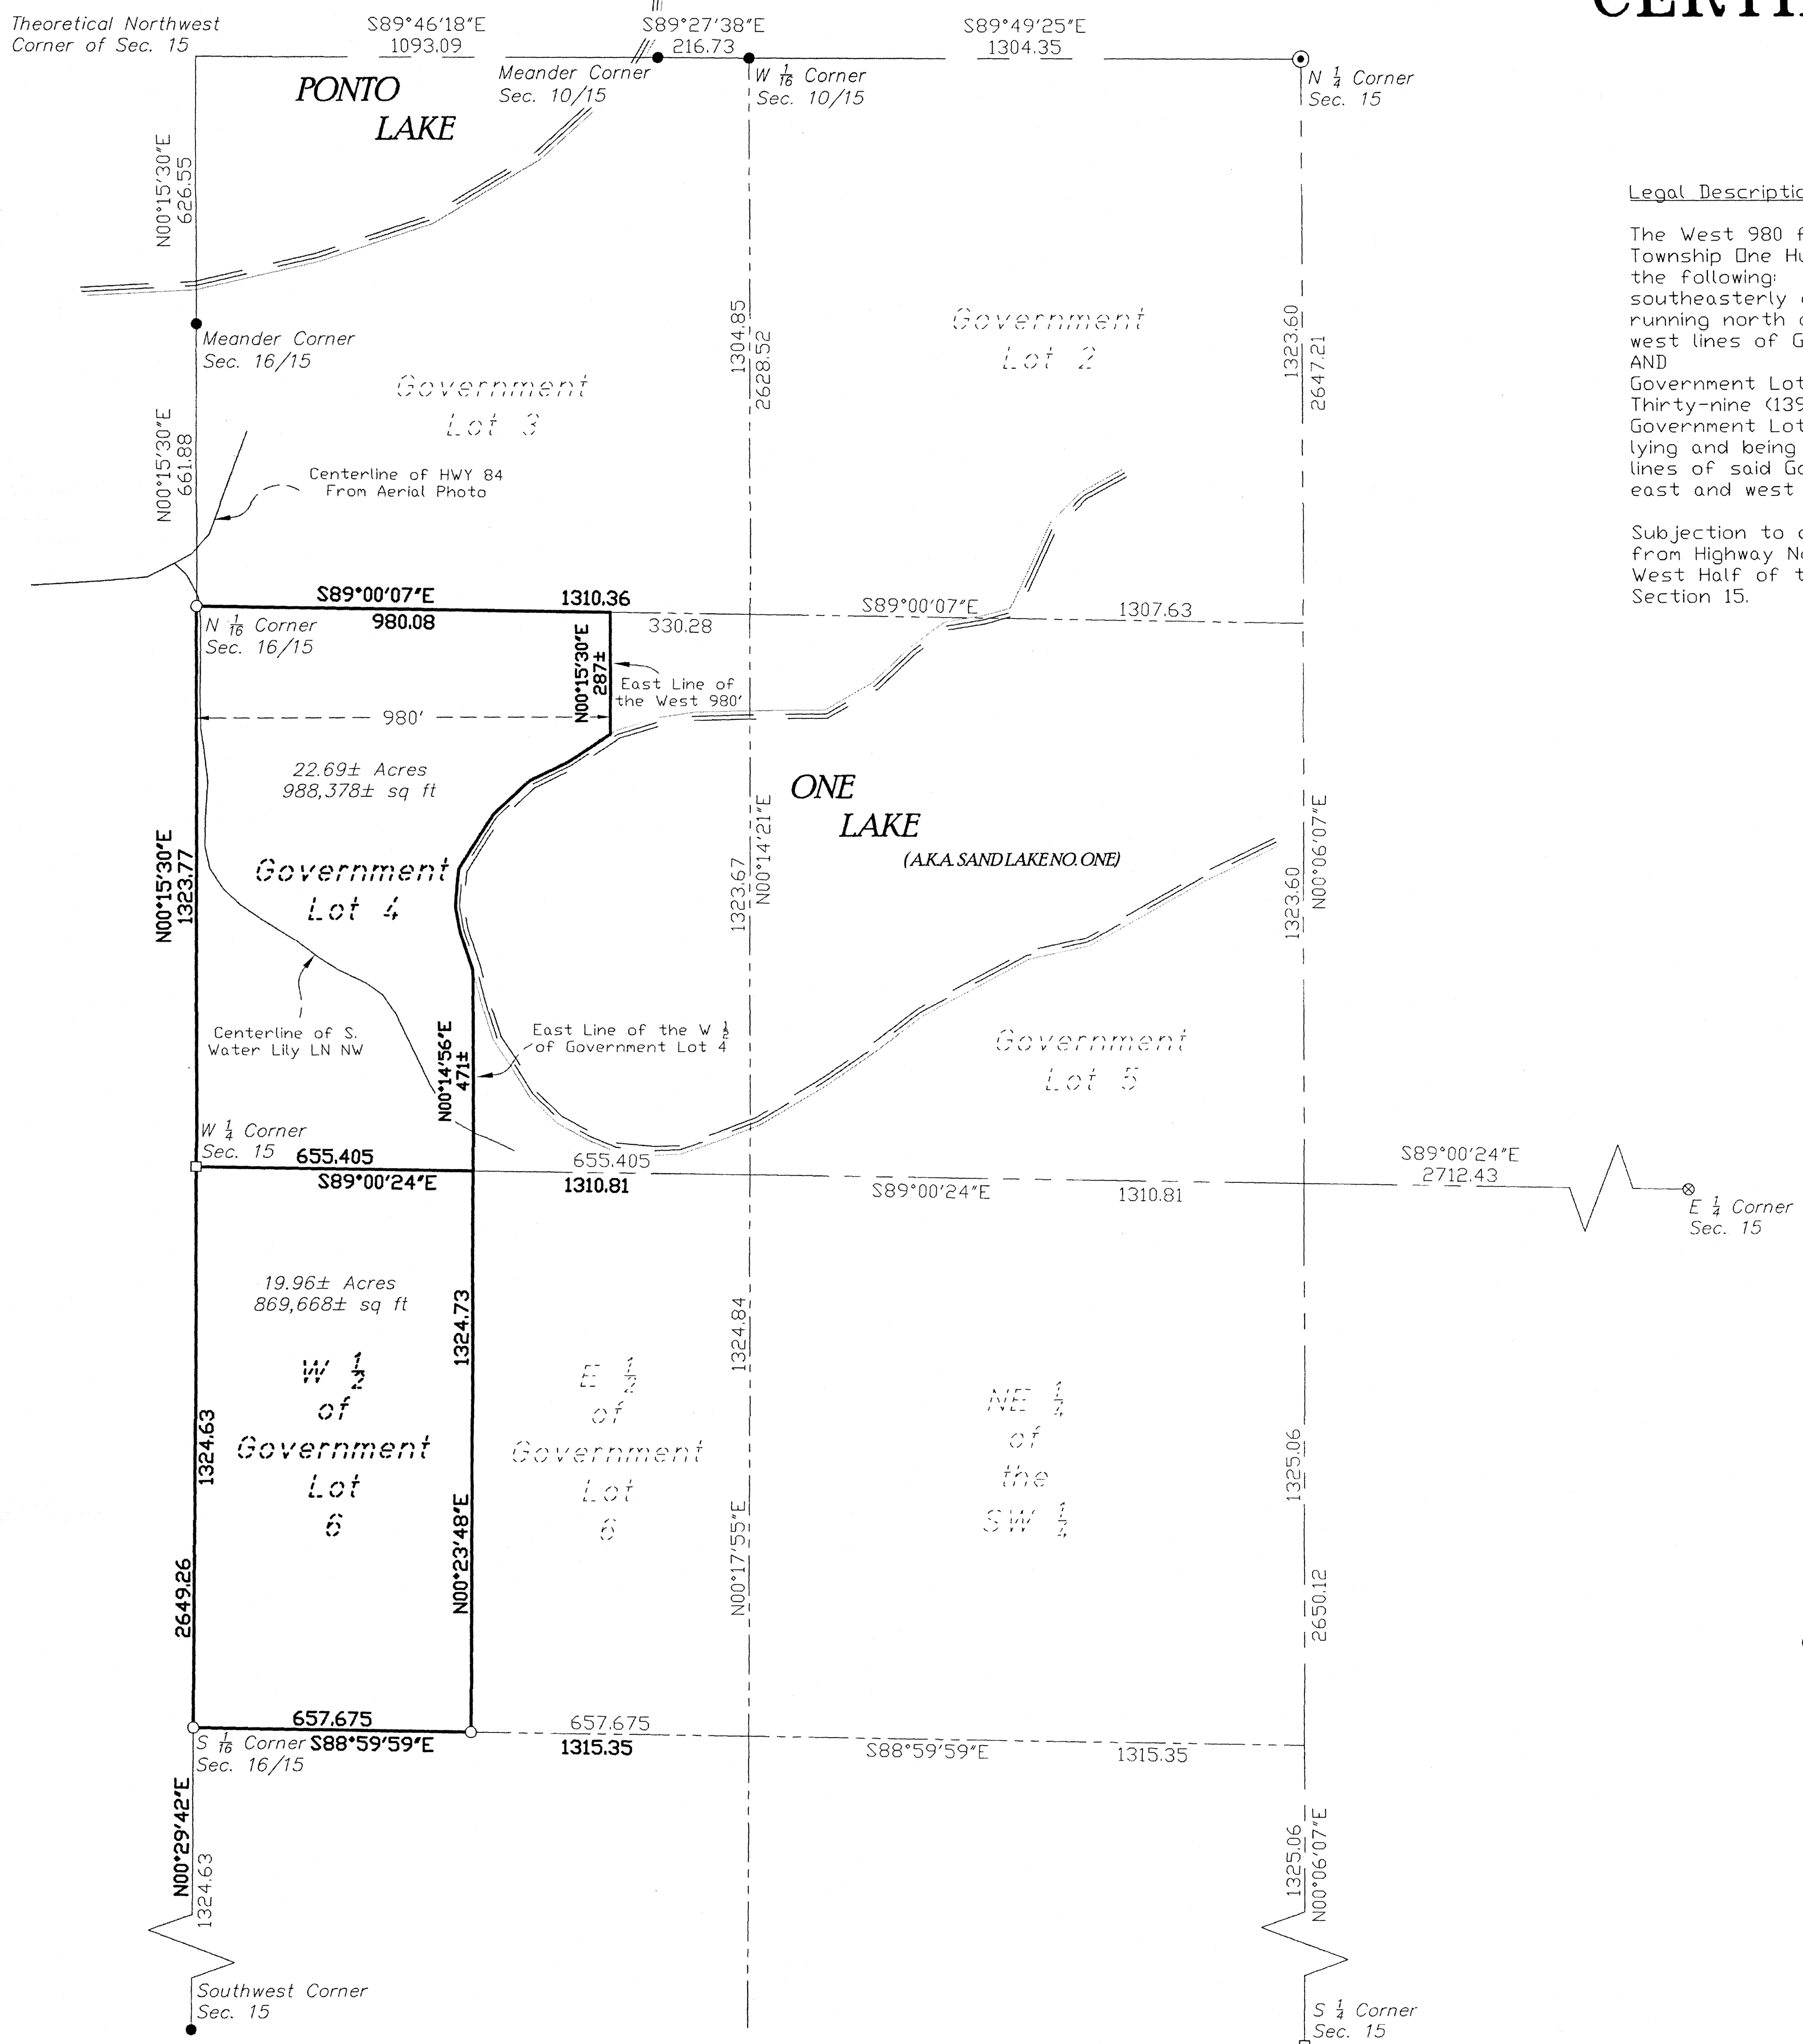 CERTI
Theoretical Northwest
Corner of Sec. 15
S89°46'18"E
1093.09
S89°27'38"E
216.73
S89°49'25"E
1304.35
Meander Corner
Sec. 10/15
W 1/16 Corner
Sec. 10/15
N 1/4 Corner
Sec. 15
PONTO
LAKE
N00°15'30"E
626.55
Meander Corner
Sec. 16/15
N00°15'30"E
661.88
Government
Lot 3
Government
Lot 2
1304.85
2628.52
1323.60
2647.21
Centerline of HWY 84
From Aerial Photo
Legal Descriptio
The West 980 f
Township One Hu
the following:
southeasterly
running north
west lines of G
AND
Government Lot
Thirty-nine (139
Government Lot
lying and being
lines of said Go
east and west
Subjection to
from Highway No
West Half of t
Section 15.
S89°00'07"E
1310.36
980.08
330.28
S89°00'07"E
1307.63
N 1/16 Corner
Sec. 16/15
N00°15'30"E
287±
East Line of
the West 980'
980'
22.69± Acres
988,378± sq ft
N00°15'30"E
1323.77
Government
Lot 4
ONE
LAKE
(A.K.A. SAND LAKE NO. ONE)
1323.67
N00°14'21"E
1323.60
N00°06'07"E
Centerline of S.
Water Lily LN NW
N00°14'56"E
471±
East Line of the W 1/2
of Government Lot 4
Government
Lot 5
W 1/4 Corner
Sec. 15
655.405
S89°00'24"E
655.405
1310.81
S89°00'24"E
1310.81
S89°00'24"E
2712.43
E 1/4 Corner
Sec. 15
19.96± Acres
869,668± sq ft
W 1/2
of
Government
Lot
6
1324.63
2649.26
1324.73
N00°23'48"E
E 1/2
of
Government
Lot
6
1324.84
N00°17'55"E
NE 1/4
of
the
SW 1/4
1325.06
2650.12
657.675
S88°59'59"E
657.675
1315.35
S88°59'59"E
1315.35
S 1/16 Corner
Sec. 16/15
N00°29'42"E
1324.63
1325.06
N00°06'07"E
Southwest Corner
Sec. 15
S 1/4 Corner
Sec. 15